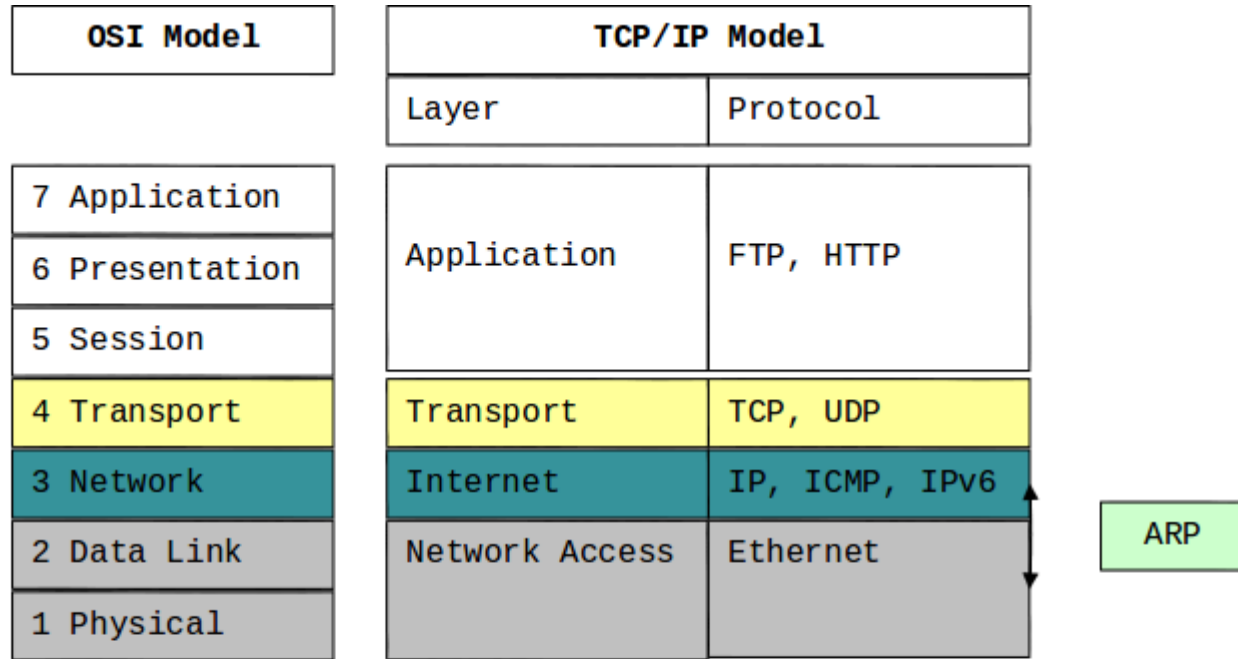 OSI Model
TCP/IP Model
Layer
Protocol
7 Application
6 Presentation
5 Session
Application
FTP, HTTP
4 Transport
Transport
TCP, UDP
3 Network
Internet
IP, ICMP, IPv6
2 Data Link
Network Access
Ethernet
ARP
1 Physical